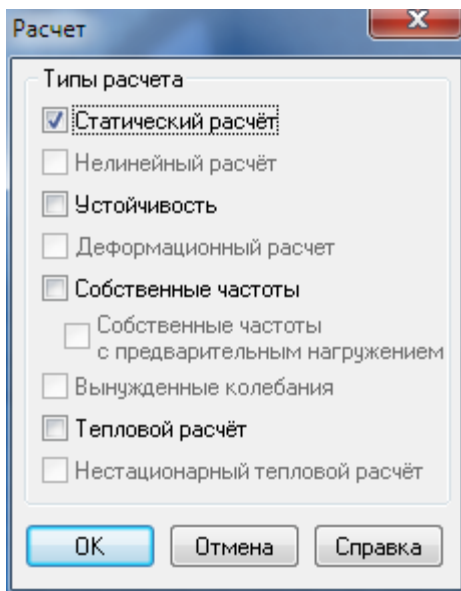 Расчет
Типы расчета
Статический расчёт
Нелинейный расчёт
Устойчивость
Деформационный расчет
Собственные частоты
Собственные частоты
с предварительным нагружением
Вынужденные колебания
Тепловой расчёт
Нестационарный тепловой расчёт
OK Отмена Справка